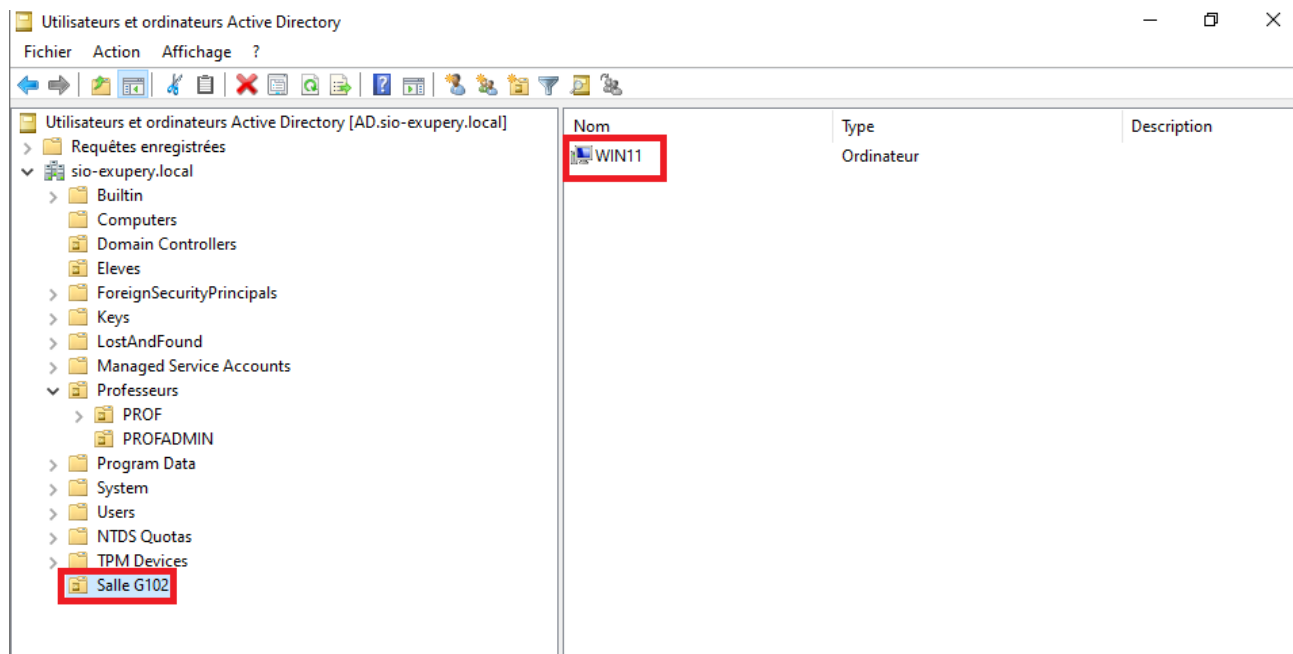 Utilisateurs et ordinateurs Active Directory
Fichier Action Affichage ?
Utilisateurs et ordinateurs Active Directory [AD.sio-exupery.local]
Nom Type Description
Requêtes enregistrées
WIN11 Ordinateur
sio-exupery.local
Builtin
Computers
Domain Controllers
Eleves
ForeignSecurityPrincipals
Keys
LostAndFound
Managed Service Accounts
Professeurs
PROF
PROFADMIN
Program Data
System
Users
NTDS Quotas
TPM Devices
Salle G102